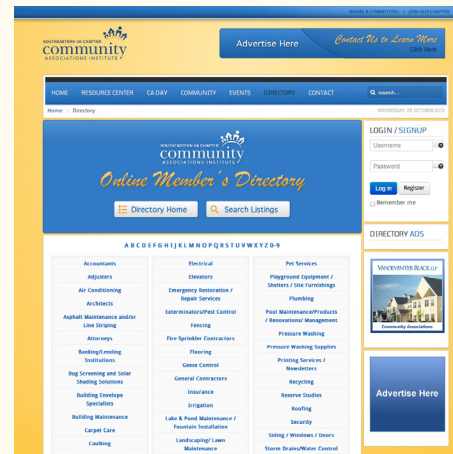 BOARD & COMMITTEES | JOIN OUR CHAPTER
SOUTHEASTERN VA CHAPTER
community
ASSOCIATIONS INSTITUTE
Advertise Here
Contact Us to Learn More
Click Here
HOME RESOURCE CENTER CA DAY COMMUNITY EVENTS DIRECTORY CONTACT
search...
Home Directory
WEDNESDAY, 09 OCTOBER 2013
SOUTHEASTERN VA CHAPTER
community
ASSOCIATIONS INSTITUTE
Online Member's Directory
Directory Home
Search Listings
A B C D E F G H I J K L M N O P Q R S T U V W X Y Z 0-9
Accountants
Adjusters
Air Conditioning
Architects
Asphalt Maintenance and/or
Line Striping
Attorneys
Banking/Lending
Institutions
Bug Screening and Solar
Shading Solutions
Building Envelope
Specialists
Building Maintenance
Carpet Care
Caulking
Electrical
Elevators
Emergency Restoration /
Repair Services
Exterminators/Pest Control
Fencing
Fire Sprinkler Contractors
Flooring
Geese Control
General Contractors
Insurance
Irrigation
Lake & Pond Maintenance /
Fountain Installation
Landscaping/ Lawn
Maintenance
Pet Services
Playground Equipment /
Shelters / Site Furnishings
Plumbing
Pool Maintenance/Products
/ Renovations/ Management
Pressure Washing
Pressure Washing Supplies
Printing Services /
Newsletters
Recycling
Reserve Studies
Roofing
Security
Siding / Windows / Doors
Storm Drains/Water Control
LOGIN / SIGNUP
Username
Password
Log in Register
Remember me
DIRECTORY ADS
VANDEVENTER BLACK LLP
Community Associations
Advertise Here